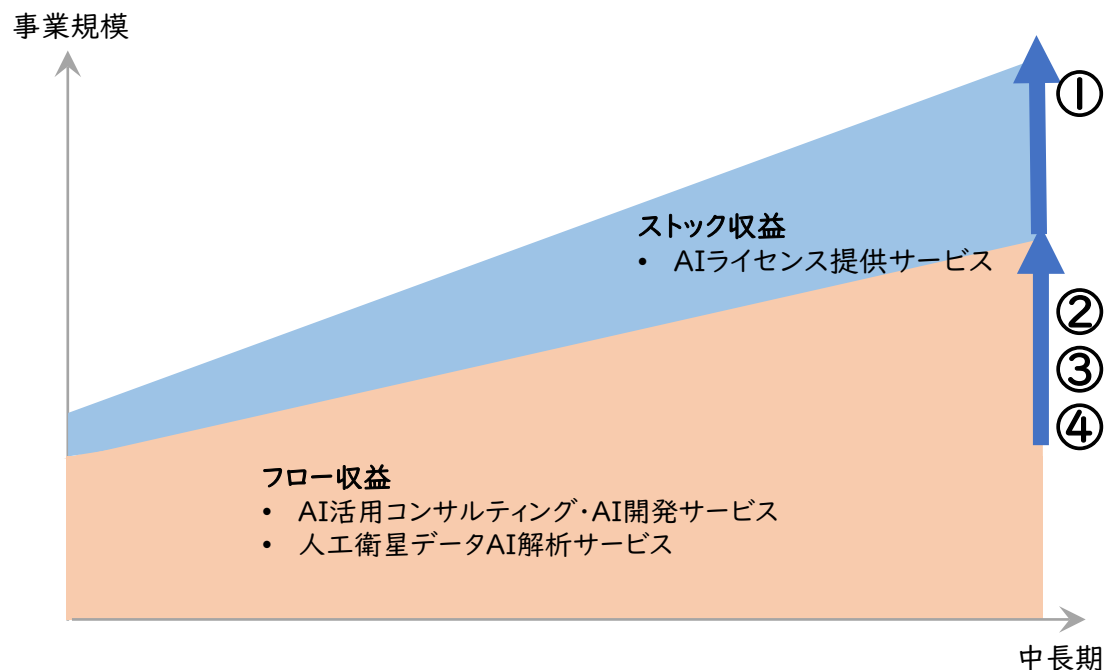 事業規模
①
ストック収益
• AIライセンス提供サービス
②
③
④
フロー収益
• AI活用コンサルティング・AI開発サービス
• 人工衛星データAI解析サービス
中長期